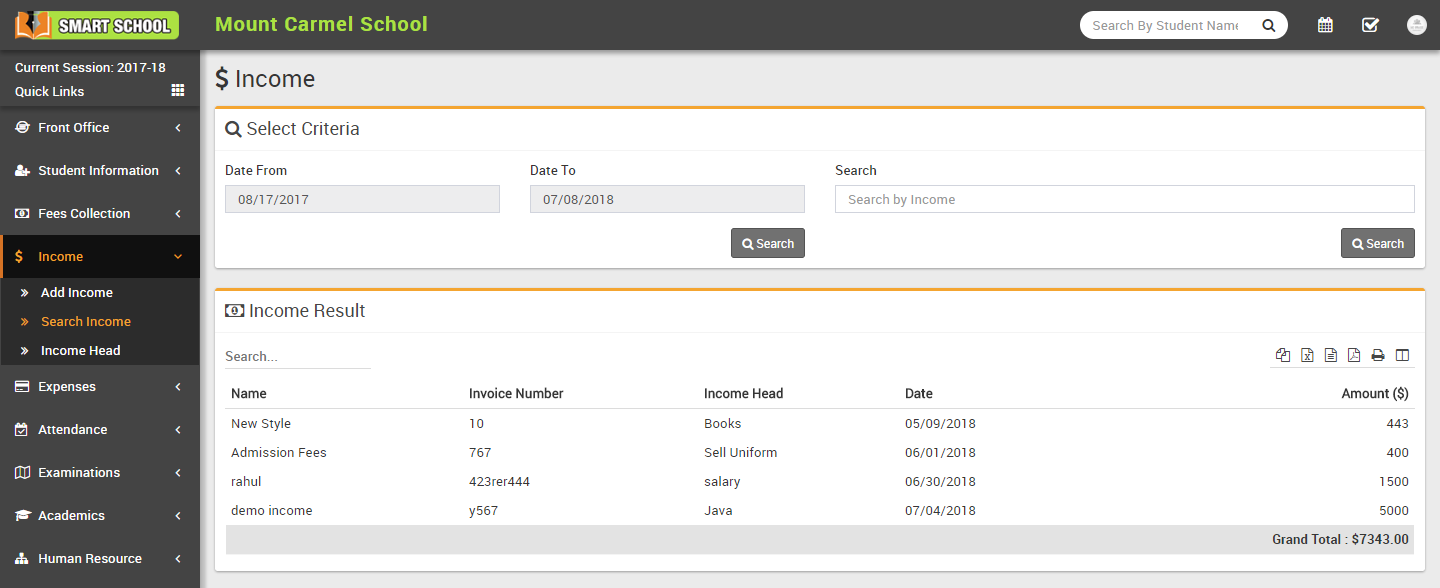 SMART SCHOOL
Mount Carmel School
Search By Student Name
Current Session: 2017-18
Quick Links
Front Office
Student Information
Fees Collection
Income
Add Income
Search Income
Income Head
Expenses
Attendance
Examinations
Academics
Human Resource
$ Income
Select Criteria
Date From Date To Search
08/17/2017 07/08/2018 Search by Income
Search Search
Income Result
Search...
Name Invoice Number Income Head Date Amount ($)
New Style 10 Books 05/09/2018 443
Admission Fees 767 Sell Uniform 06/01/2018 400
rahul 423rer444 salary 06/30/2018 1500
demo income y567 Java 07/04/2018 5000
Grand Total : $7343.00